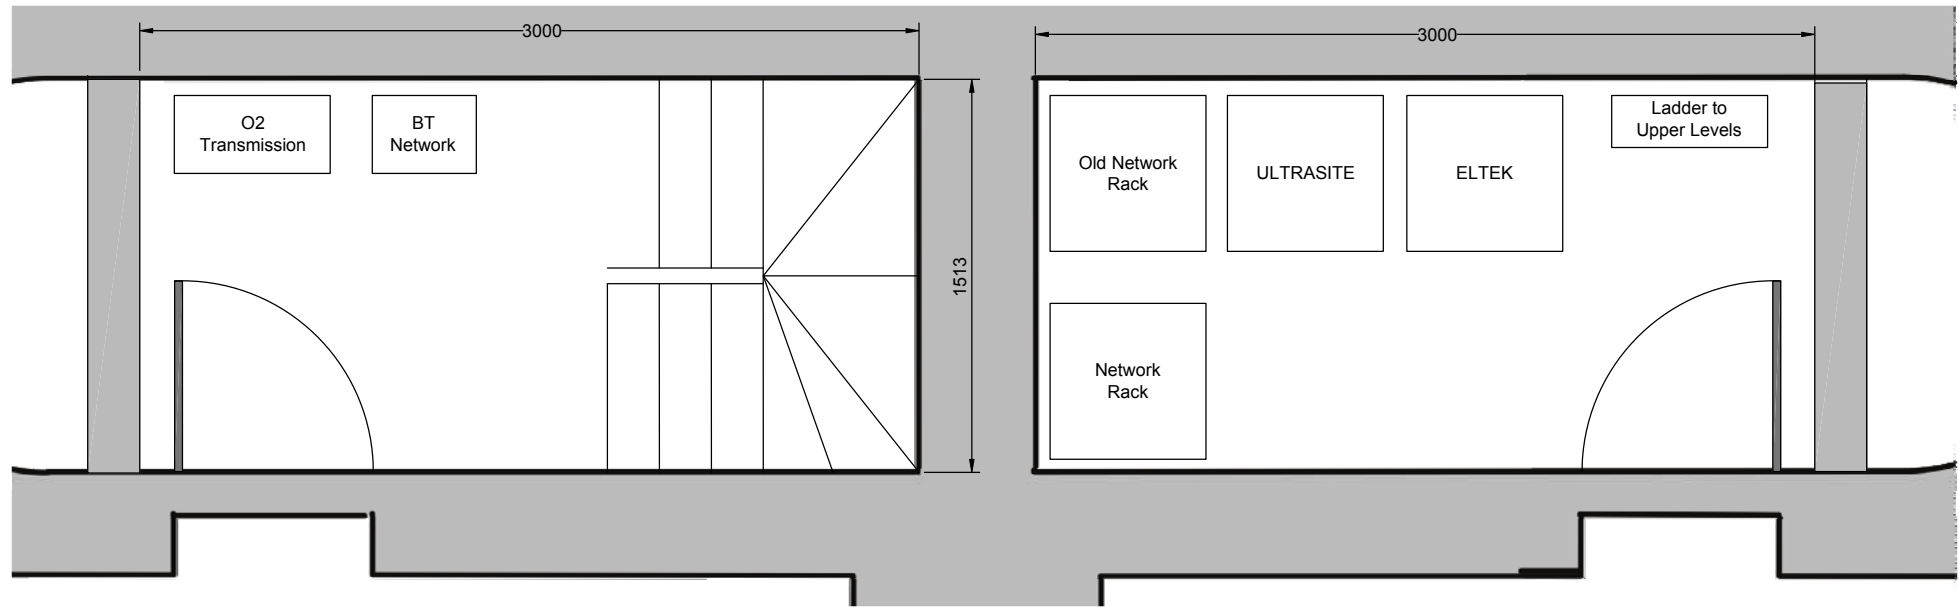 3000
3000
O2
Transmission
BT
Network
Old Network
Rack
ULTRASITE
ELTEK
Ladder to
Upper Levels
1513
Network
Rack